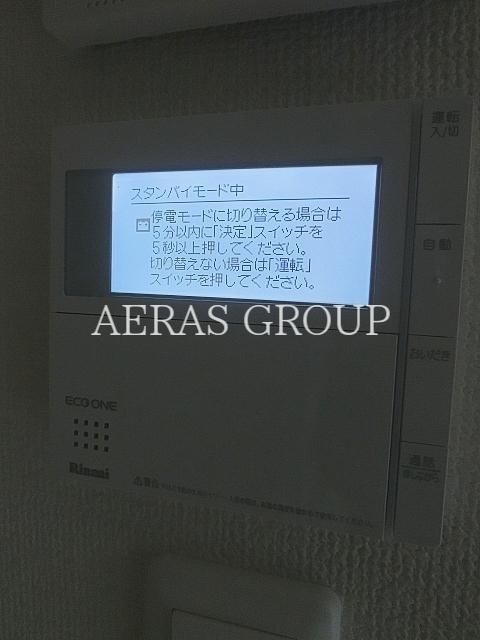 運転
入/切
スタンバイモード中
停電モードに切り替える場合は
5分以内に「決定」スイッチを
5秒以上押してください。
切り替えない場合は「運転」
スイッチを押してください。
自動
AERAS GROUP
おいだき
ECO ONE
通話
Rinnai